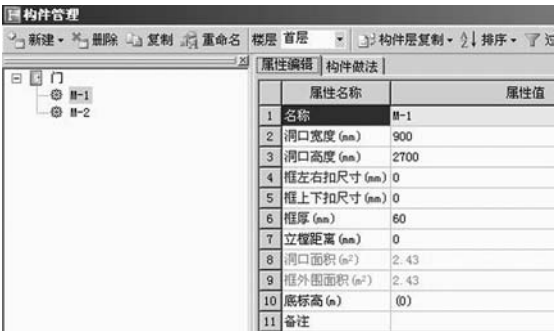 构件管理
新建 删除 复制 重命名 楼层 首层 构件层复制 排序
门
M-1
M-2
属性编辑 构件做法
属性名称 属性值
1 名称 M-1
2 洞口宽度(mm) 900
3 洞口高度(mm) 2700
4 框左右扣尺寸(mm) 0
5 框上下扣尺寸(mm) 0
6 框厚(mm) 60
7 立樘距离(mm) 0
8 洞口面积(m²) 2.43
9 框外围面积(m²) 2.43
10 底标高(m) (0)
11 备注